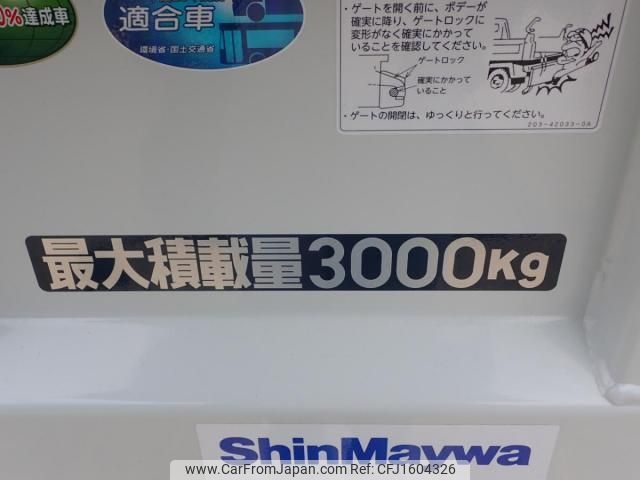 0%達成車
適合車
環境省・国土交通省
・ゲートを開く前に、ボデーが
確実に降り、ゲートロックに
変形がなく確実にかかって
いることを確認してください。
ゲートロック
確実にかかって
いること
・ゲートの開閉は、ゆっくりと行ってください。
203-42033-0A
最大積載量3000Kg
ShinMaywa
www.CarFromJapan.com | Ref No: CFJ1604326